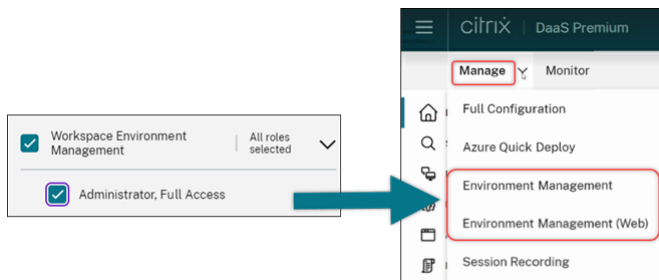 Workspace Environment
Management
All roles
selected
Administrator, Full Access
citrix | DaaS Premium
Manage
Monitor
Full Configuration
Azure Quick Deploy
Environment Management
Environment Management (Web)
Session Recording